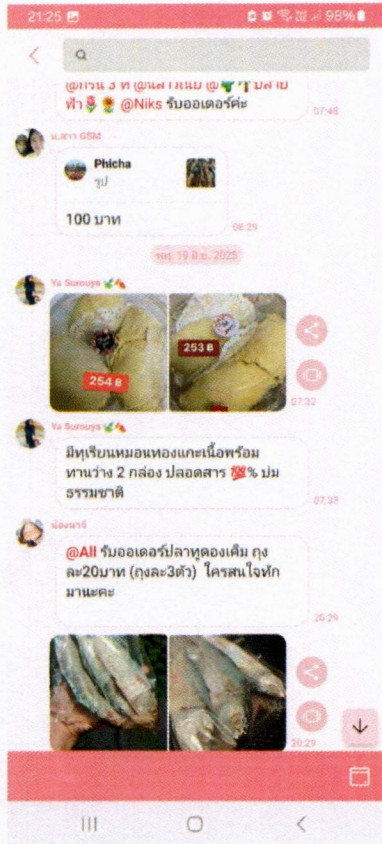 21:25
98%
@กรีน 3 ที่
ฟ้า🌷🌻 @Niks รับออเดอร์ค่ะ
07:48
น.สาว GSM
Phicha
รูป
100 บาท
08:29
พฤ. 19 มิ.ย. 2025
Ya Surouya
254 ฿
253 ฿
07:32
Ya Surouya
มีทุเรียนหมอนทองแกะเนื้อพร้อม
ทานว่าง 2 กล่อง ปลอดสาร 💯% บ่ม
ธรรมชาติ
07:33
น้องนารี
@All รับออเดอร์ปลาทูดองเค็ม ถุง
ละ20บาท (ถุงละ3ตัว) ใครสนใจทัก
มานะคะ
20:29
20:29